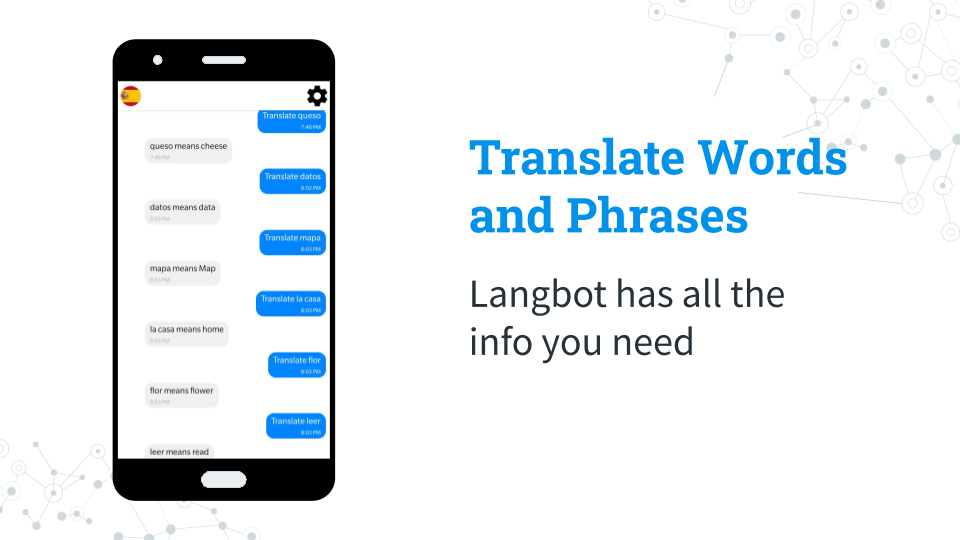 Translate queso
7:46 PM
queso means cheese
7:46 PM
Translate datos
8:02 PM
datos means data
8:02 PM
Translate mapa
8:03 PM
mapa means Map
8:03 PM
Translate la casa
8:03 PM
la casa means home
8:03 PM
Translate flor
8:03 PM
flor means flower
8:03 PM
Translate leer
8:03 PM
leer means read
Translate Words
and Phrases
Langbot has all the
info you need